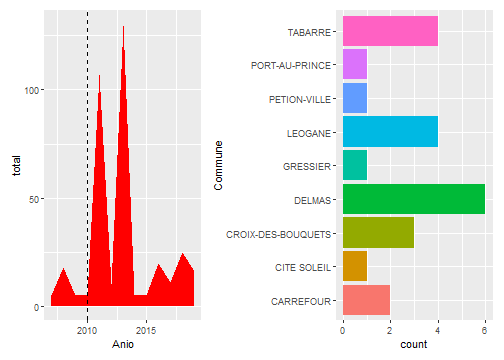 total
100
50
0
2010
2015
Anio
Commune
TABARRE
PORT-AU-PRINCE
PETION-VILLE
LEOGANE
GRESSIER
DELMAS
CROIX-DES-BOUQUETS
CITE SOLEIL
CARREFOUR
0
2
4
6
count